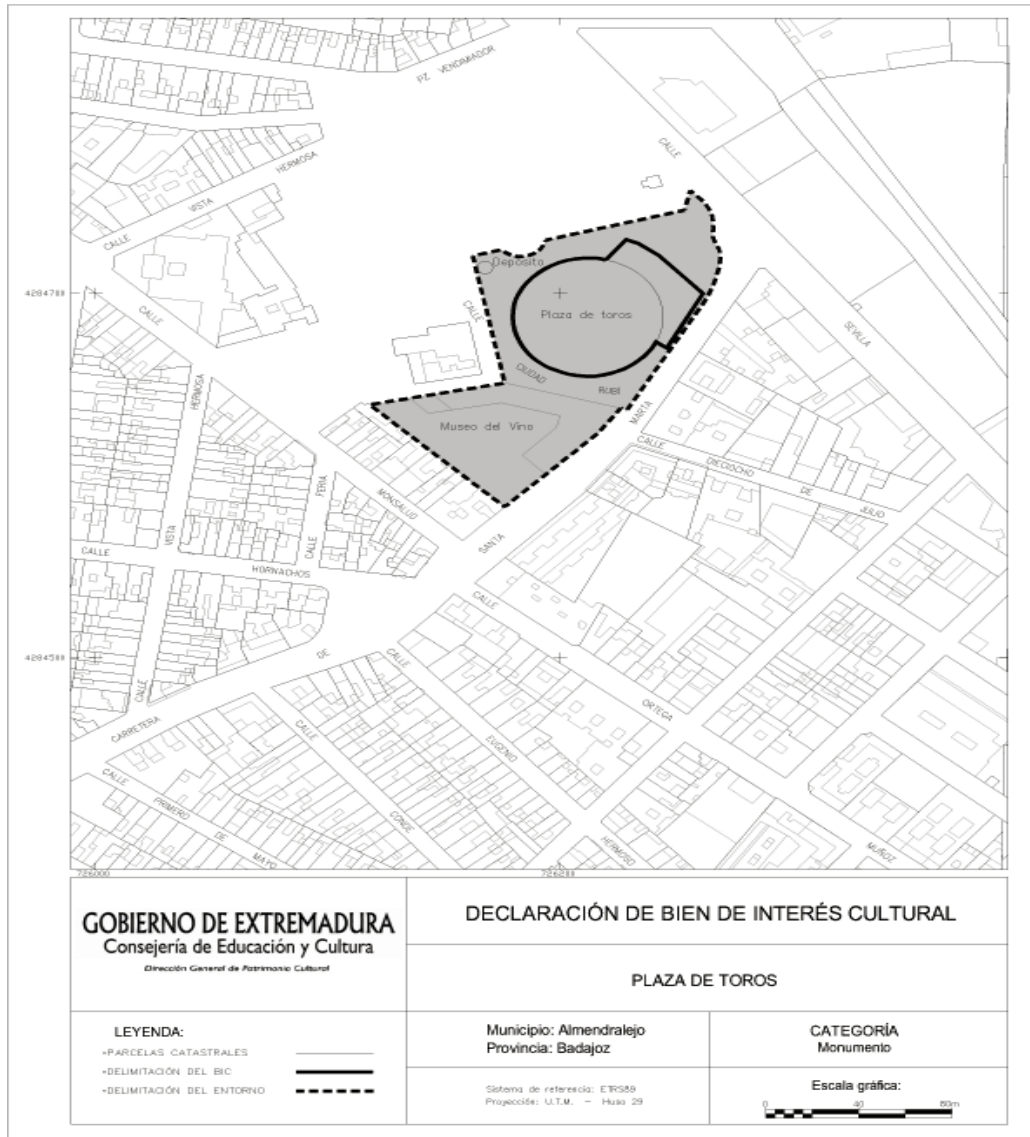 PZ VENDIMIADOR
CALLE
CALLE VISTA HERMOSA
Depósito
4284700
CALLE
CALLE
Plaza de toros
SEVILLA
CIUDAD RUBI
HERMOSA
MARTA
Museo del Vino
CALLE DIECIOCHO DE JULIO
MONSALUD
FERIA
CALLE
SANTA
CALLE
VISTA
HORNACHOS
CALLE
4284500
DE
CALLE
CALLE
ORTEGA
CARRETERA
CALLE
EUGENIO
CALLE
PRIMERO DE MAYO
CONDE
HERMOSO
MUÑOZ
726000
726200
GOBIERNO DE EXTREMADURA
Consejería de Educación y Cultura
Dirección General de Patrimonio Cultural
DECLARACIÓN DE BIEN DE INTERÉS CULTURAL
PLAZA DE TOROS
LEYENDA:
-PARCELAS CATASTRALES
-DELIMITACIÓN DEL BIC
-DELIMITACIÓN DEL ENTORNO
Municipio: Almendralejo
Provincia: Badajoz
CATEGORÍA
Monumento
Sistema de referencia: ETRS89
Proyección: U.T.M. - Huso 29
Escala gráfica:
0 40 80m